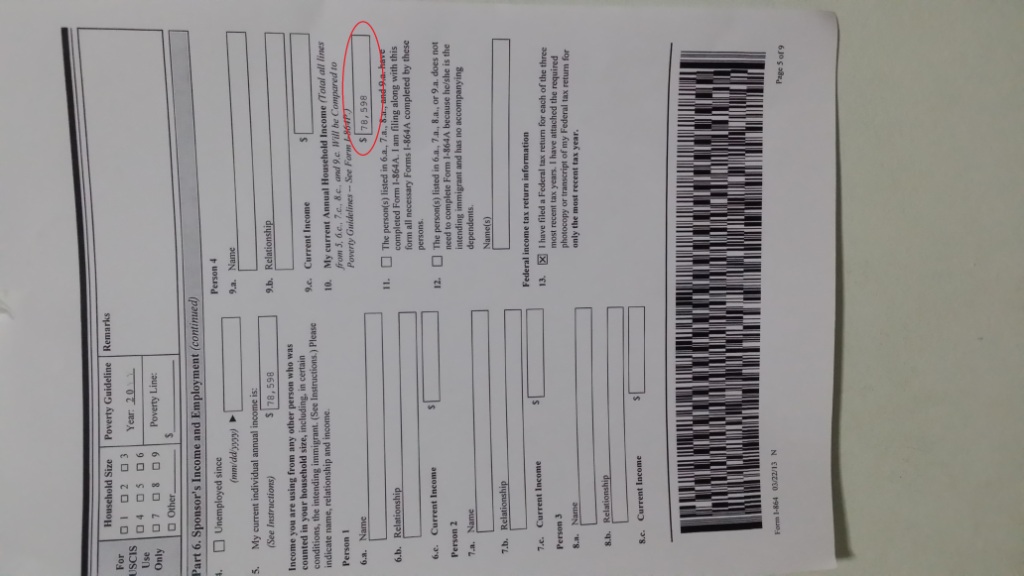 For
USCIS
Use
Only
Household Size
☐ 1 ☐ 2 ☐ 3
☐ 4 ☐ 5 ☐ 6
☐ 7 ☐ 8 ☐ 9
☐ Other
Poverty Guideline
Year: 20
Poverty Line:
$
Remarks
Part 6. Sponsor's Income and Employment (continued)
4. ☐ Unemployed since
(mm/dd/yyyy) ▶
5. My current individual annual income is:
(See Instructions) $ 78,598
Income you are using from any other person who was
counted in your household size, including, in certain
conditions, the intending immigrant. (See Instructions.) Please
indicate name, relationship and income.
Person 1
6.a. Name
6.b. Relationship
6.c. Current Income $
Person 2
7.a. Name
7.b. Relationship
7.c. Current Income $
Person 3
8.a. Name
8.b. Relationship
8.c. Current Income $
Person 4
9.a. Name
9.b. Relationship
9.c. Current Income $
10. My current Annual Household Income (Total all lines
from 5, 6.c., 7.c., 8.c., and 9.c. Will be Compared to
Poverty Guidelines -- See Form I-864P.)
$ 78,598
11. ☐ The person(s) listed in 6.a., 7.a., 8.a., and 9.a. have
completed Form I-864A. I am filing along with this
form all necessary Forms I-864A completed by these
persons.
12. ☐ The person(s) listed in 6.a., 7.a., 8.a., or 9.a. does not
need to complete Form I-864A because he/she is the
intending immigrant and has no accompanying
dependents.
Name(s)
Federal income tax return information
13. ☒ I have filed a Federal tax return for each of the three
most recent tax years. I have attached the required
photocopy or transcript of my Federal tax return for
only the most recent tax year.
Form I-864 03/22/13 N
Page 5 of 9